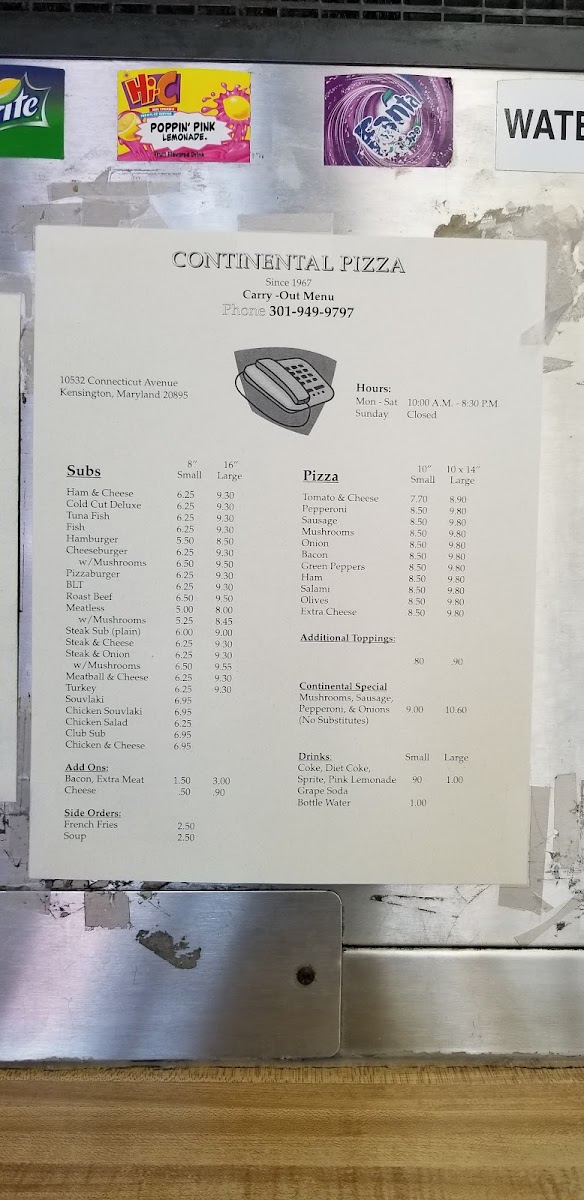 rite
Hi-C
POPPIN' PINK
LEMONADE.
Fruit Flavored Drink
Fanta
WATE
CONTINENTAL PIZZA
Since 1967
Carry -Out Menu
Phone 301-949-9797
10532 Connecticut Avenue
Kensington, Maryland 20895
Hours:
Mon - Sat 10:00 A.M. - 8:30 P.M.
Sunday Closed
8" 16"
Subs Small Large
Ham & Cheese 6.25 9.30
Cold Cut Deluxe 6.25 9.30
Tuna Fish 6.25 9.30
Fish 6.25 9.30
Hamburger 5.50 8.50
Cheeseburger 6.25 9.30
w/Mushrooms 6.50 9.50
Pizzaburger 6.25 9.30
BLT 6.25 9.30
Roast Beef 6.50 9.50
Meatless 5.00 8.00
w/Mushrooms 5.25 8.45
Steak Sub (plain) 6.00 9.00
Steak & Cheese 6.25 9.30
Steak & Onion 6.25 9.30
w/Mushrooms 6.50 9.55
Meatball & Cheese 6.25 9.30
Turkey 6.25 9.30
Souvlaki 6.95
Chicken Souvlaki 6.95
Chicken Salad 6.25
Club Sub 6.95
Chicken & Cheese 6.95
Add Ons:
Bacon, Extra Meat 1.50 3.00
Cheese .50 .90
Side Orders:
French Fries 2.50
Soup 2.50
10" 10 x 14"
Pizza Small Large
Tomato & Cheese 7.70 8.90
Pepperoni 8.50 9.80
Sausage 8.50 9.80
Mushrooms 8.50 9.80
Onion 8.50 9.80
Bacon 8.50 9.80
Green Peppers 8.50 9.80
Ham 8.50 9.80
Salami 8.50 9.80
Olives 8.50 9.80
Extra Cheese 8.50 9.80
Additional Toppings:
.80 .90
Continental Special
Mushrooms, Sausage,
Pepperoni, & Onions 9.00 10.60
(No Substitutes)
Drinks: Small Large
Coke, Diet Coke,
Sprite, Pink Lemonade .90 1.00
Grape Soda
Bottle Water 1.00